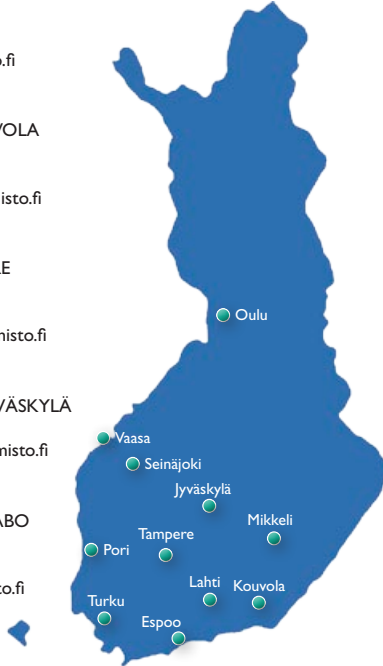 .fi
VOLA
isto.fi
E
nisto.fi
VÄSKYLÄ
nisto.fi
ABO
to.fi
Oulu
Vaasa
Seinäjoki
Jyväskylä
Mikkeli
Tampere
Pori
Lahti
Kouvola
Turku
Espoo